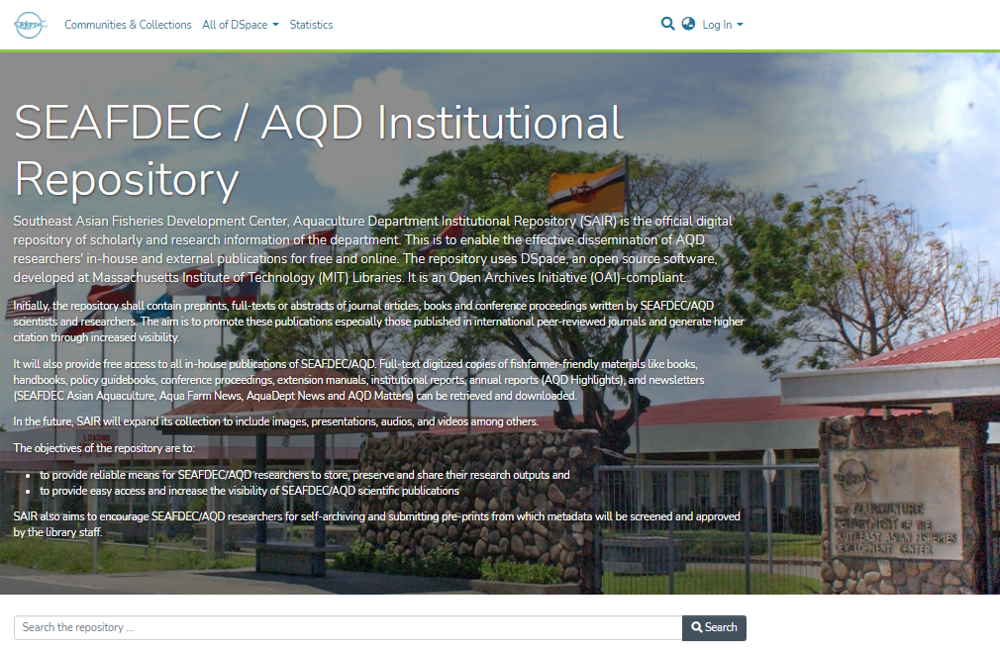 SEAFDEC
Communities & Collections
All of DSpace
Statistics
Log In
SEAFDEC / AQD Institutional
Repository
Southeast Asian Fisheries Development Center, Aquaculture Department Institutional Repository (SAIR) is the official digital
repository of scholarly and research information of the department. This is to enable the effective dissemination of AQD
researchers' in-house and external publications for free and online. The repository uses DSpace, an open source software,
developed at Massachusetts Institute of Technology (MIT) Libraries. It is an Open Archives Initiative (OAI)-compliant.
Initially, the repository shall contain preprints, full-texts or abstracts of journal articles, books and conference proceedings written by SEAFDEC/AQD
scientists and researchers. The aim is to promote these publications especially those published in international peer-reviewed journals and generate higher
citation through increased visibility.
It will also provide free access to all in-house publications of SEAFDEC/AQD. Full-text digitized copies of fishfarmer-friendly materials like books,
handbooks, policy guidebooks, conference proceedings, extension manuals, institutional reports, annual reports (AQD Highlights), and newsletters
(SEAFDEC Asian Aquaculture, Aqua Farm News, AquaDept News and AQD Matters) can be retrieved and downloaded.
In the future, SAIR will expand its collection to include images, presentations, audios, and videos among others.
LOADING
The objectives of the repository are to:
• to provide reliable means for SEAFDEC/AQD researchers to store, preserve and share their research outputs and
• to provide easy access and increase the visibility of SEAFDEC/AQD scientific publications
SAIR also aims to encourage SEAFDEC/AQD researchers for self-archiving and submitting pre-prints from which metadata will be screened and approved
by the library staff.
THE AQUACULTURE
DEPARTMENT OF THE
SOUTHEAST ASIAN FISHERIES
DEVELOPMENT CENTER
Search the repository ...
Search